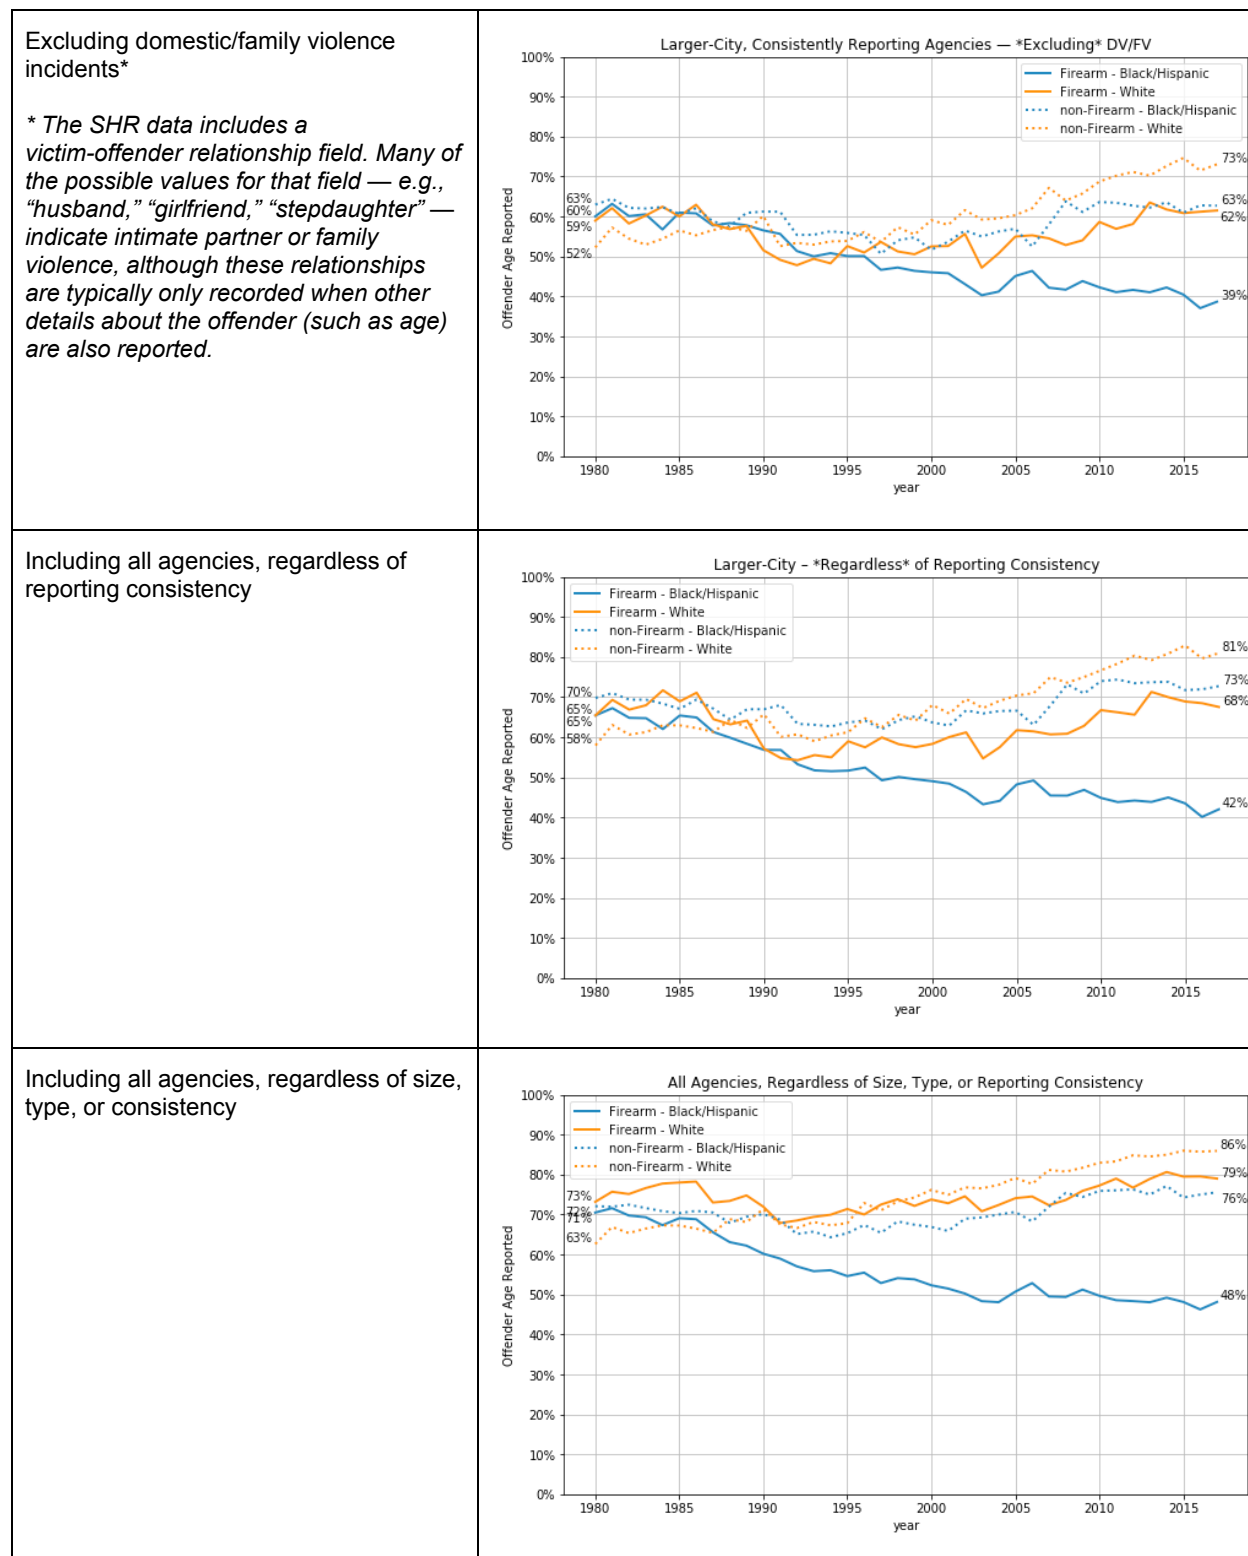 Excluding domestic/family violence
incidents*
* The SHR data includes a
victim-offender relationship field. Many of
the possible values for that field — e.g.,
“husband,” “girlfriend,” “stepdaughter” —
indicate intimate partner or family
violence, although these relationships
are typically only recorded when other
details about the offender (such as age)
are also reported.
Larger-City, Consistently Reporting Agencies — *Excluding* DV/FV
Firearm - Black/Hispanic
Firearm - White
non-Firearm - Black/Hispanic
non-Firearm - White
100%
90%
80%
70%
60%
50%
40%
30%
20%
10%
0%
Offender Age Reported
63%
60%
59%
52%
73%
63%
62%
39%
1980 1985 1990 1995 2000 2005 2010 2015
year
Including all agencies, regardless of
reporting consistency
Larger-City – *Regardless* of Reporting Consistency
Firearm - Black/Hispanic
Firearm - White
non-Firearm - Black/Hispanic
non-Firearm - White
100%
90%
80%
70%
60%
50%
40%
30%
20%
10%
0%
Offender Age Reported
70%
65%
65%
58%
81%
73%
68%
42%
1980 1985 1990 1995 2000 2005 2010 2015
year
Including all agencies, regardless of size,
type, or consistency
All Agencies, Regardless of Size, Type, or Reporting Consistency
Firearm - Black/Hispanic
Firearm - White
non-Firearm - Black/Hispanic
non-Firearm - White
100%
90%
80%
70%
60%
50%
40%
30%
20%
10%
0%
Offender Age Reported
73%
72%
71%
63%
86%
79%
76%
48%
1980 1985 1990 1995 2000 2005 2010 2015
year